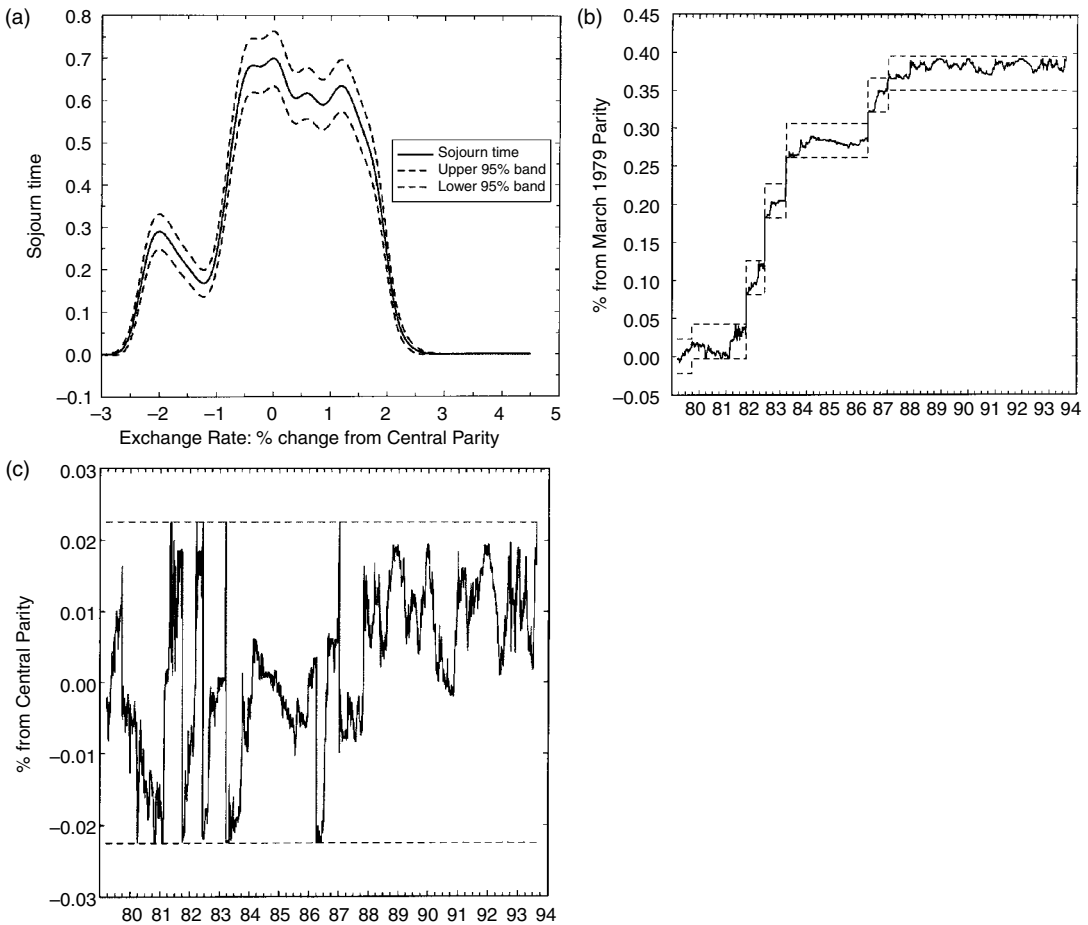 (a)
0.8
0.7
0.6
0.5
0.4
0.3
0.2
0.1
0.0
−0.1
Sojourn time
Sojourn time
Upper 95% band
Lower 95% band
−3 −2 −1 0 1 2 3 4 5
Exchange Rate: % change from Central Parity
(b)
0.45
0.40
0.35
0.30
0.25
0.20
0.15
0.10
0.05
0.00
−0.05
% from March 1979 Parity
80 81 82 83 84 85 86 87 88 89 90 91 92 93 94
(c)
0.03
0.02
0.01
0.00
−0.01
−0.02
−0.03
% from Central Parity
80 81 82 83 84 85 86 87 88 89 90 91 92 93 94